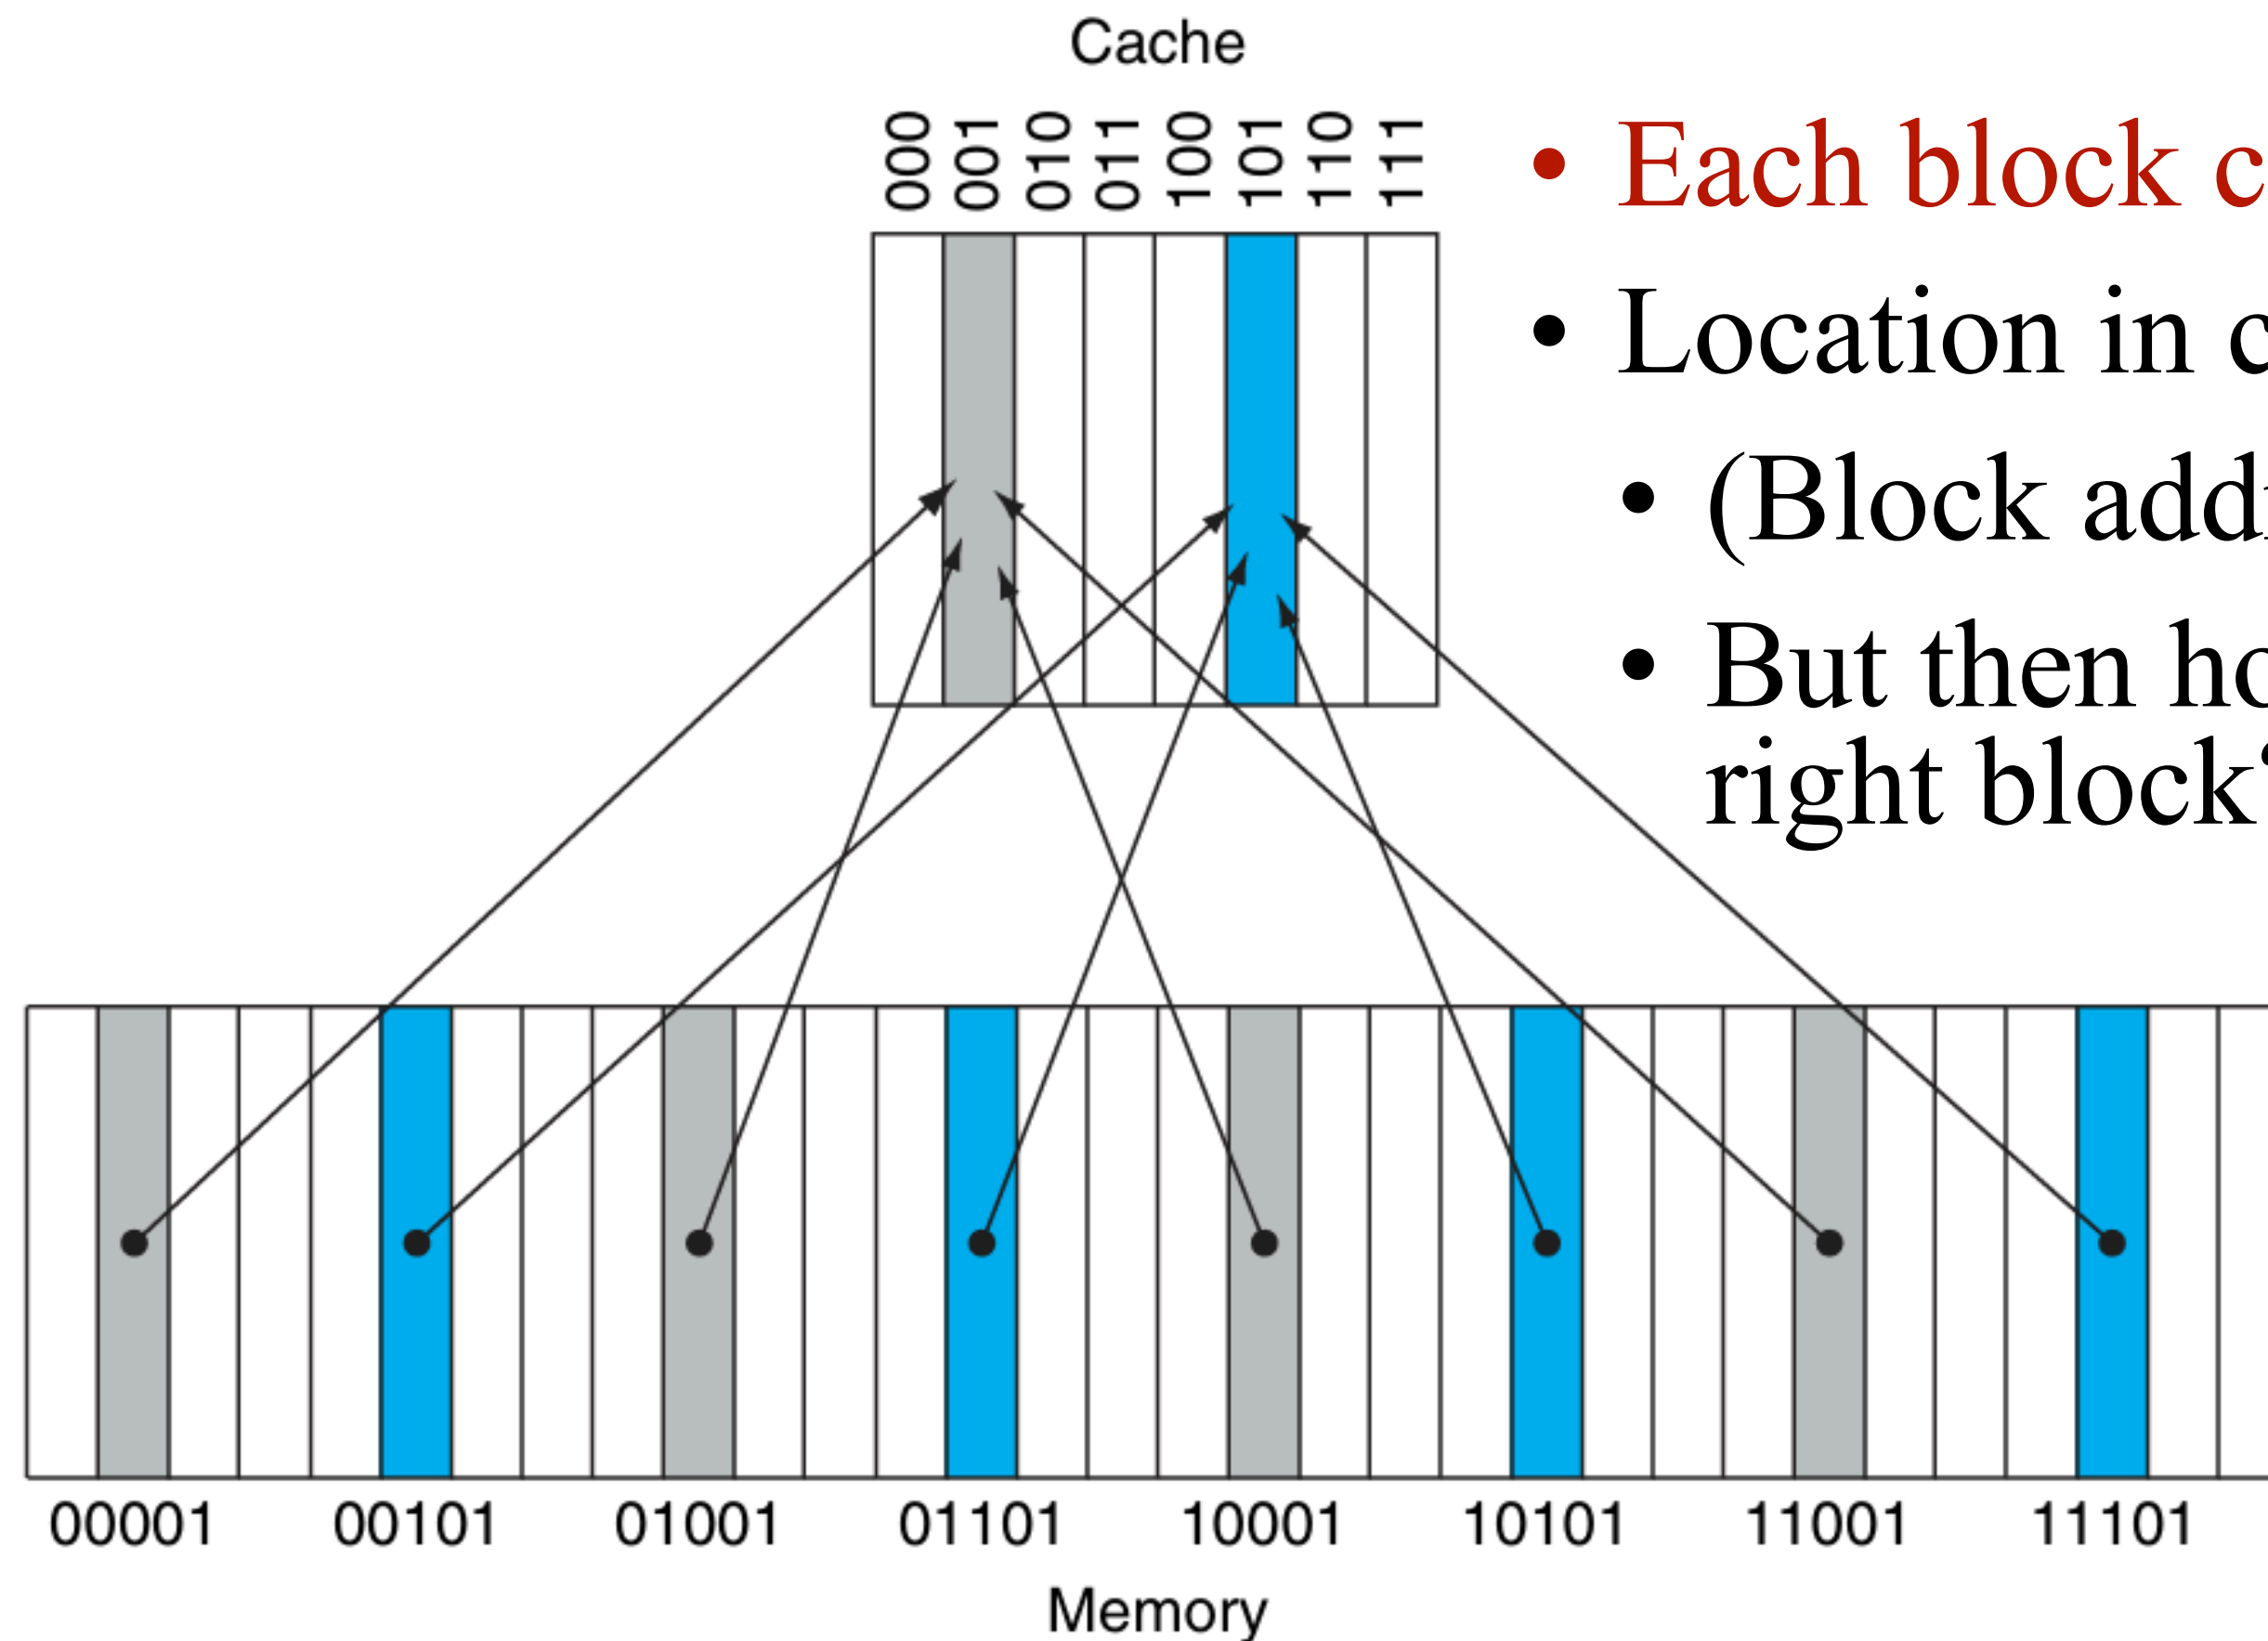 Cache
000 001 010 011 100 101 110 111
• Each block
• Location in
• (Block
• But then
right block
00001 00101 01001 01101 10001 10101 11001 11101
Memory